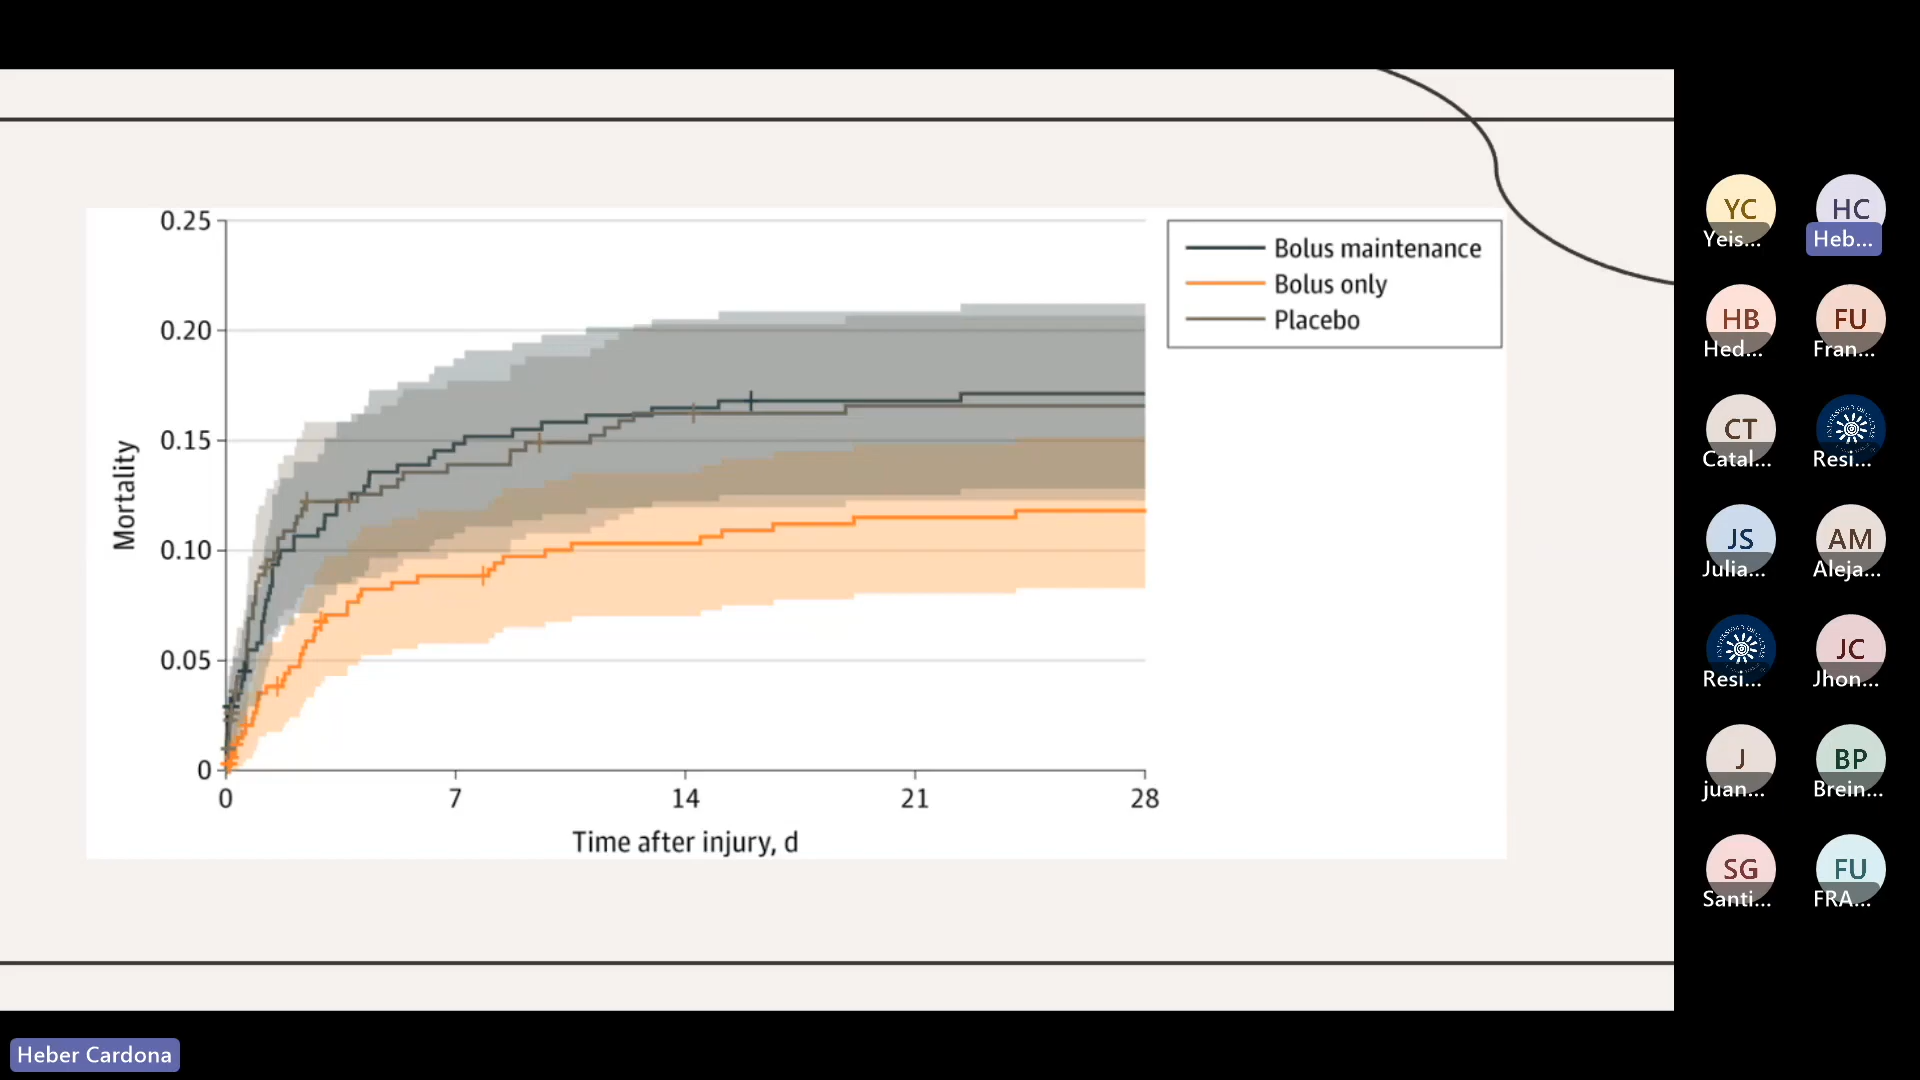 0.25
0.20
0.15
0.10
0.05
0
Mortality
0 7 14 21 28
Time after injury, d
Bolus maintenance
Bolus only
Placebo
YC
Yeis...
HC
Heb...
HB
Hed...
FU
Fran...
CT
Catal...
Resi...
JS
Julia...
AM
Aleja...
Resi...
JC
Jhon...
J
juan...
BP
Brein...
SG
Santi...
FU
FRA...
Heber Cardona